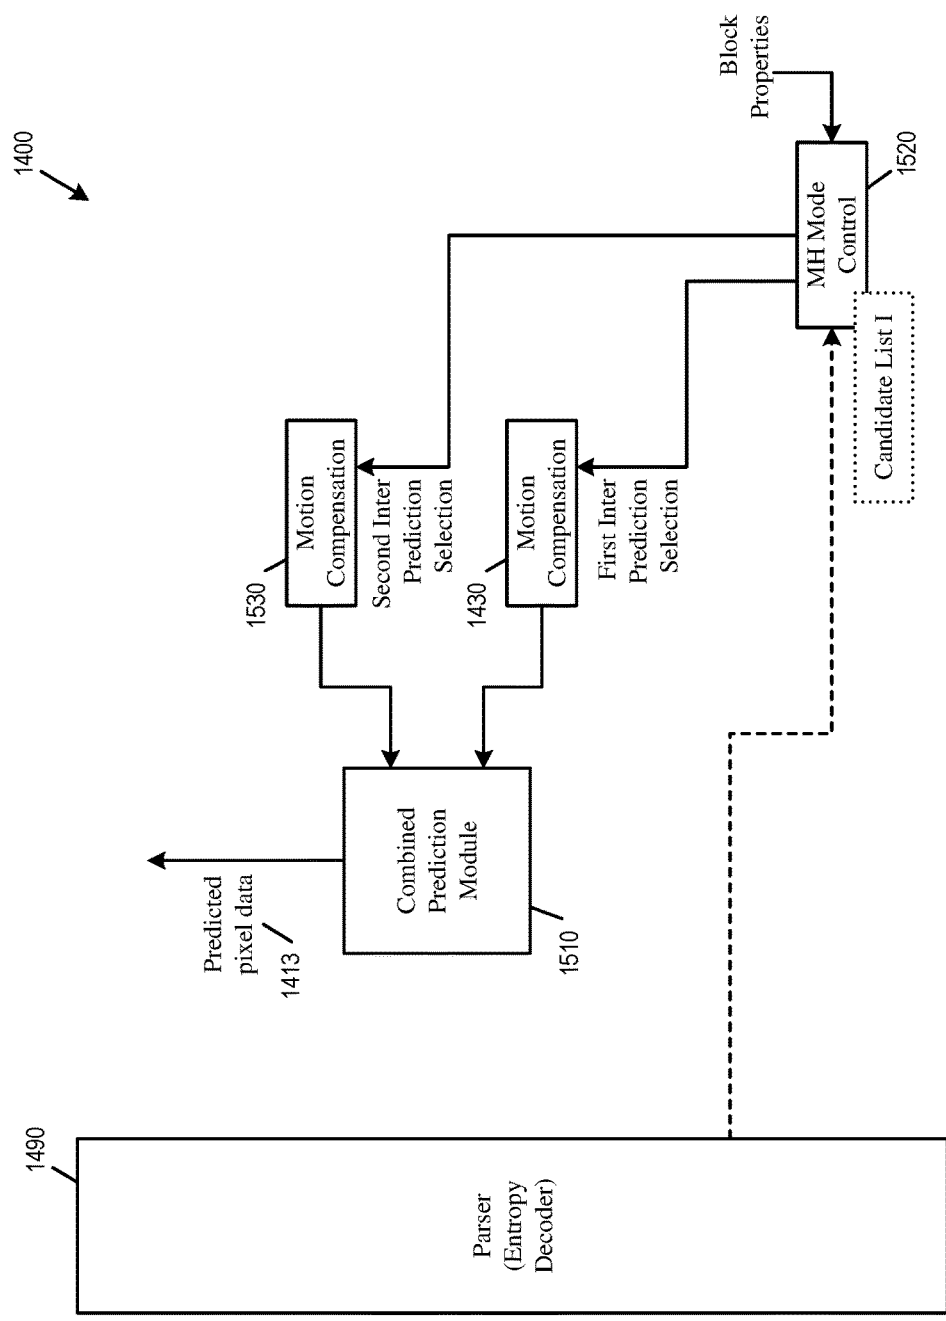 1400
Block
Properties
MH Mode
Control
1520
Candidate List I
Motion
Compensation
1530
Second Inter
Prediction
Selection
Motion
Compensation
1430
First Inter
Prediction
Selection
Combined
Prediction
Module
1510
Predicted
pixel data
1413
1490
Parser
(Entropy
Decoder)